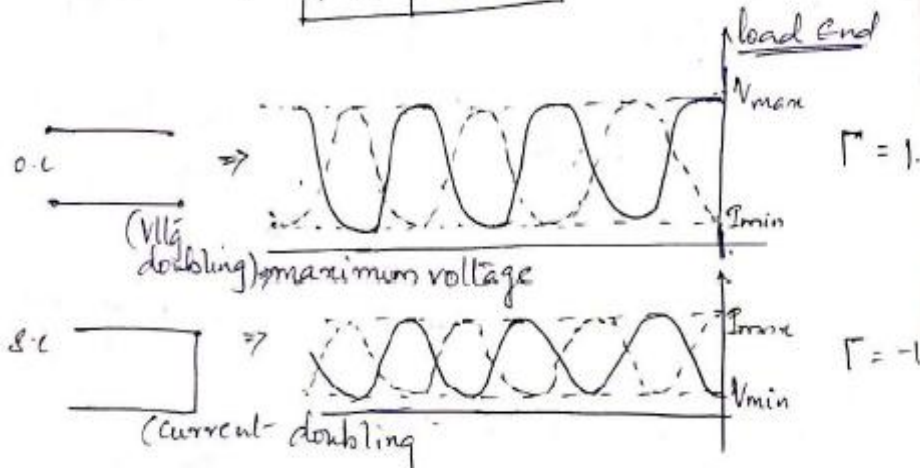 load End
Vmax
o.c
=>
Γ = 1.
Imin
(Vltg
doubling) maximum voltage
s.c
=>
Imax
Γ = -1
Vmin
(current- doubling